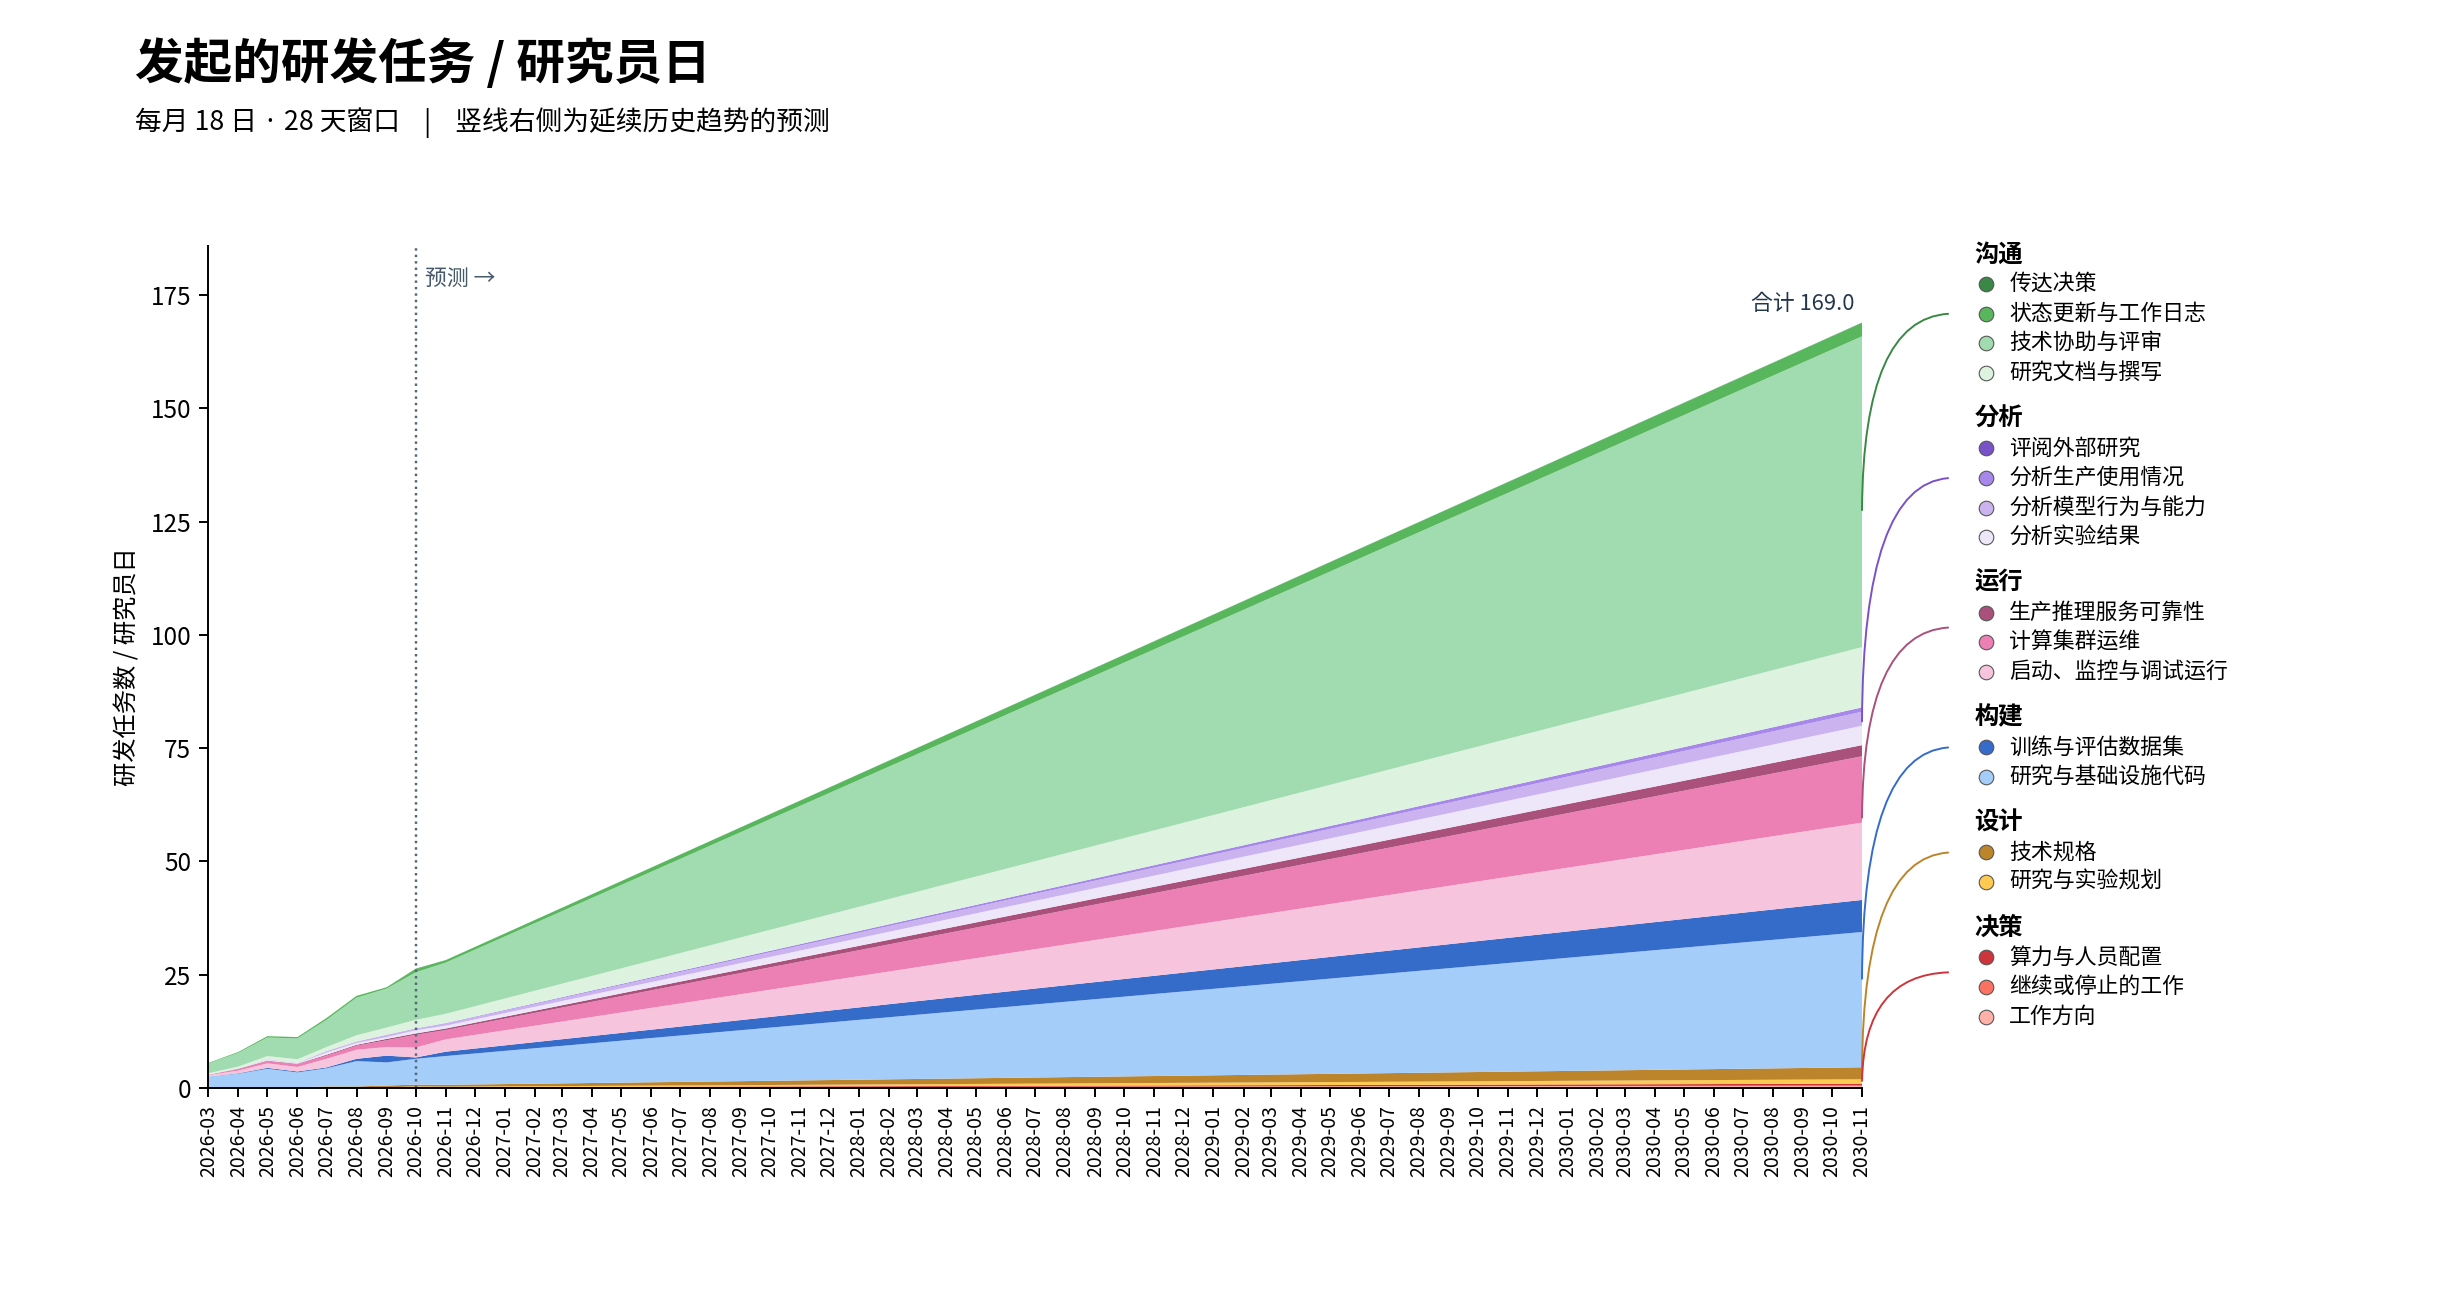 发起的研发任务 / 研究员日
每月 18 日 · 28 天窗口 | 竖线右侧为延续历史趋势的预测
预测 →
合计 169.0
研发任务数 / 研究员日
175
150
125
100
75
50
25
0
2026-03
2026-04
2026-05
2026-06
2026-07
2026-08
2026-09
2026-10
2026-11
2026-12
2027-01
2027-02
2027-03
2027-04
2027-05
2027-06
2027-07
2027-08
2027-09
2027-10
2027-11
2027-12
2028-01
2028-02
2028-03
2028-04
2028-05
2028-06
2028-07
2028-08
2028-09
2028-10
2028-11
2028-12
2029-01
2029-02
2029-03
2029-04
2029-05
2029-06
2029-07
2029-08
2029-09
2029-10
2029-11
2029-12
2030-01
2030-02
2030-03
2030-04
2030-05
2030-06
2030-07
2030-08
2030-09
2030-10
2030-11
沟通
传达决策
状态更新与工作日志
技术协助与评审
研究文档与撰写
分析
评阅外部研究
分析生产使用情况
分析模型行为与能力
分析实验结果
运行
生产推理服务可靠性
计算集群运维
启动、监控与调试运行
构建
训练与评估数据集
研究与基础设施代码
设计
技术规格
研究与实验规划
决策
算力与人员配置
继续或停止的工作
工作方向